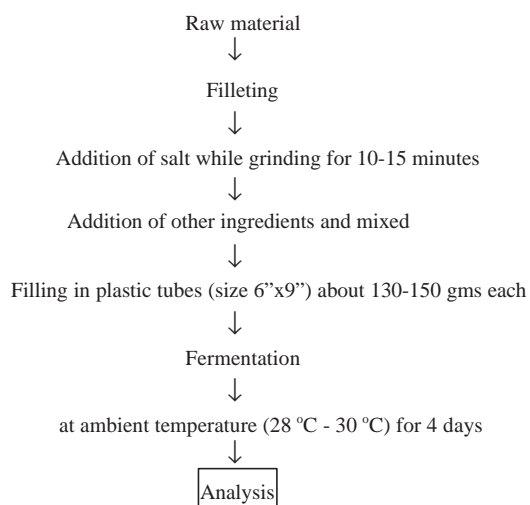 Raw material
↓
Filleting
↓
Addition of salt while grinding for 10-15 minutes
↓
Addition of other ingredients and mixed
↓
Filling in plastic tubes (size 6”x9”) about 130-150 gms each
↓
Fermentation
↓
at ambient temperature (28 °C - 30 °C) for 4 days
↓
Analysis